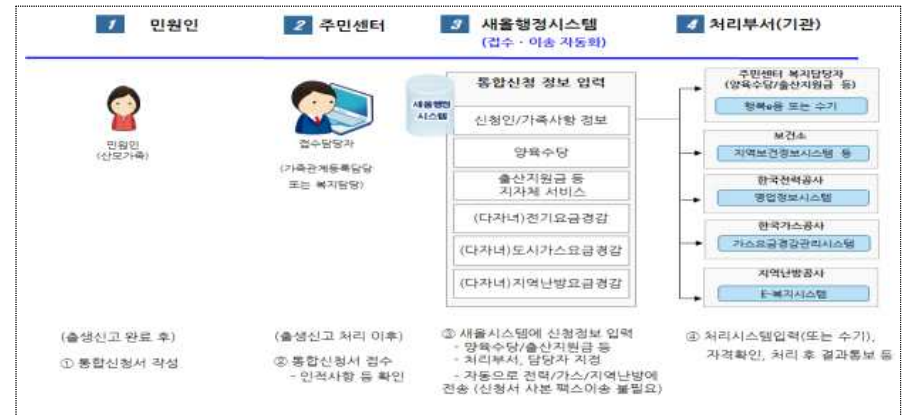 1 민원인
2 주민센터
3 새올행정시스템
(접수·이송 자동화)
4 처리부서(기관)
민원인
(산모가족)
접수담당자
(가족관계등록담당
또는 복지담당)
새올행정
시스템
통합신청 정보 입력
신청인/가족사항 정보
양육수당
출산지원금 등
지자체 서비스
(다자녀)전기요금경감
(다자녀)도시가스요금경감
(다자녀)지역난방요금경감
주민센터 복지담당자
(양육수당/출산지원금 등)
행복e음 또는 수기
보건소
지역보건정보시스템 등
한국전력공사
영업정보시스템
한국가스공사
가스요금경감관리시스템
지역난방공사
E-복지시스템
(출생신고 완료 후)
① 통합신청서 작성
(출생신고 처리 이후)
② 통합신청서 접수
- 인적사항 등 확인
③ 새올시스템에 신청정보 입력
- 양육수당/출산지원금 등
- 처리부서, 담당자 지정
- 자동으로 전력/가스/지역난방에
전송 (신청서 사본 팩스이송 불필요)
④ 처리시스템입력(또는 수기),
자격확인, 처리 후 결과통보 등